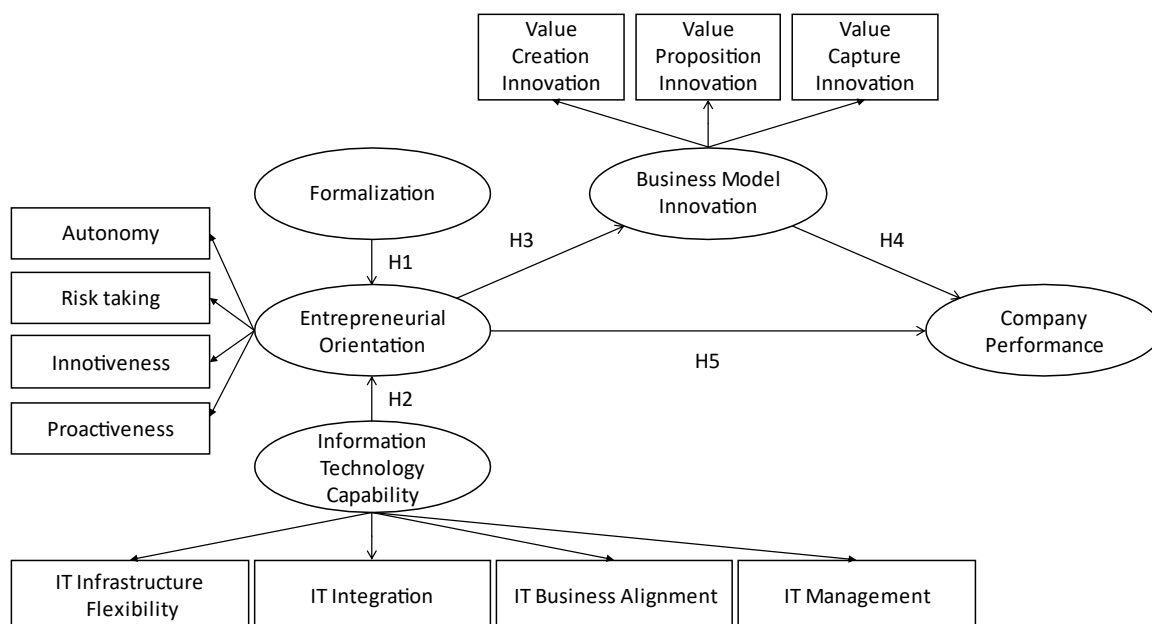 Value
Creation
Innovation
Value
Proposition
Innovation
Value
Capture
Innovation
Formalization
Business Model
Innovation
Autonomy
H1
H3
H4
Risk taking
Entrepreneurial
Orientation
Company
Performance
Innotiveness
H5
H2
Proactiveness
Information
Technology
Capability
IT Infrastructure
Flexibility
IT Integration
IT Business Alignment
IT Management